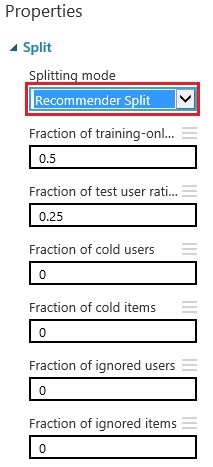 Properties
Split
Splitting mode
Recommender Split
Fraction of training-onl...
0.5
Fraction of test user rati...
0.25
Fraction of cold users
0
Fraction of cold items
0
Fraction of ignored users
0
Fraction of ignored items
0